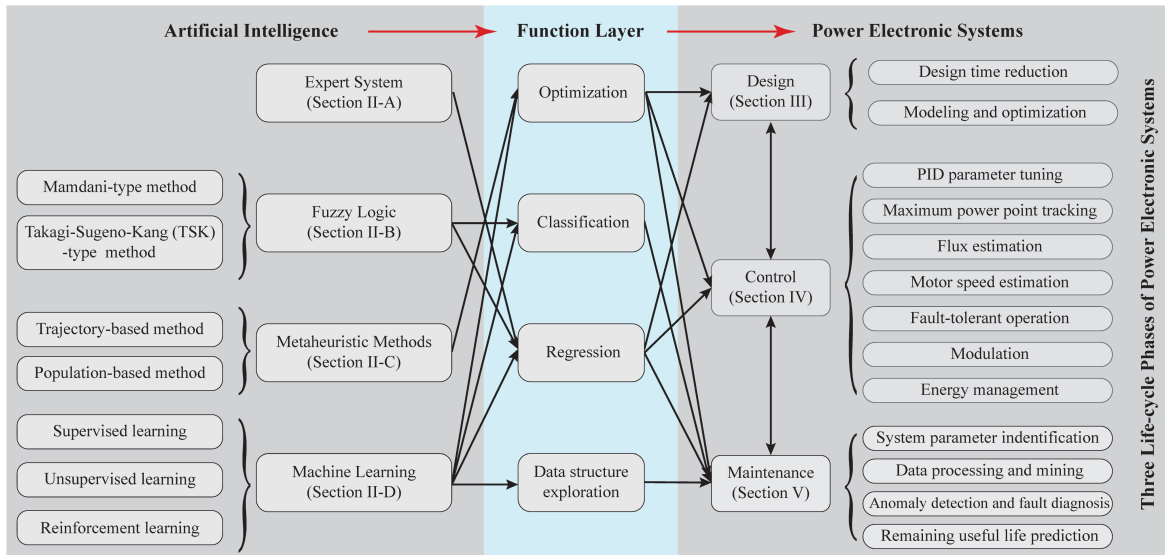 Artificial Intelligence
Function Layer
Power Electronic Systems
Expert System
(Section II-A)
Mamdani-type method
Takagi-Sugeno-Kang (TSK)
-type method
Fuzzy Logic
(Section II-B)
Trajectory-based method
Population-based method
Metaheuristic Methods
(Section II-C)
Supervised learning
Unsupervised learning
Reinforcement learning
Machine Learning
(Section II-D)
Optimization
Classification
Regression
Data structure
exploration
Design
(Section III)
Control
(Section IV)
Maintenance
(Section V)
Design time reduction
Modeling and optimization
PID parameter tuning
Maximum power point tracking
Flux estimation
Motor speed estimation
Fault-tolerant operation
Modulation
Energy management
System parameter indentification
Data processing and mining
Anomaly detection and fault diagnosis
Remaining useful life prediction
Three Life-cycle Phases of Power Electronic Systems